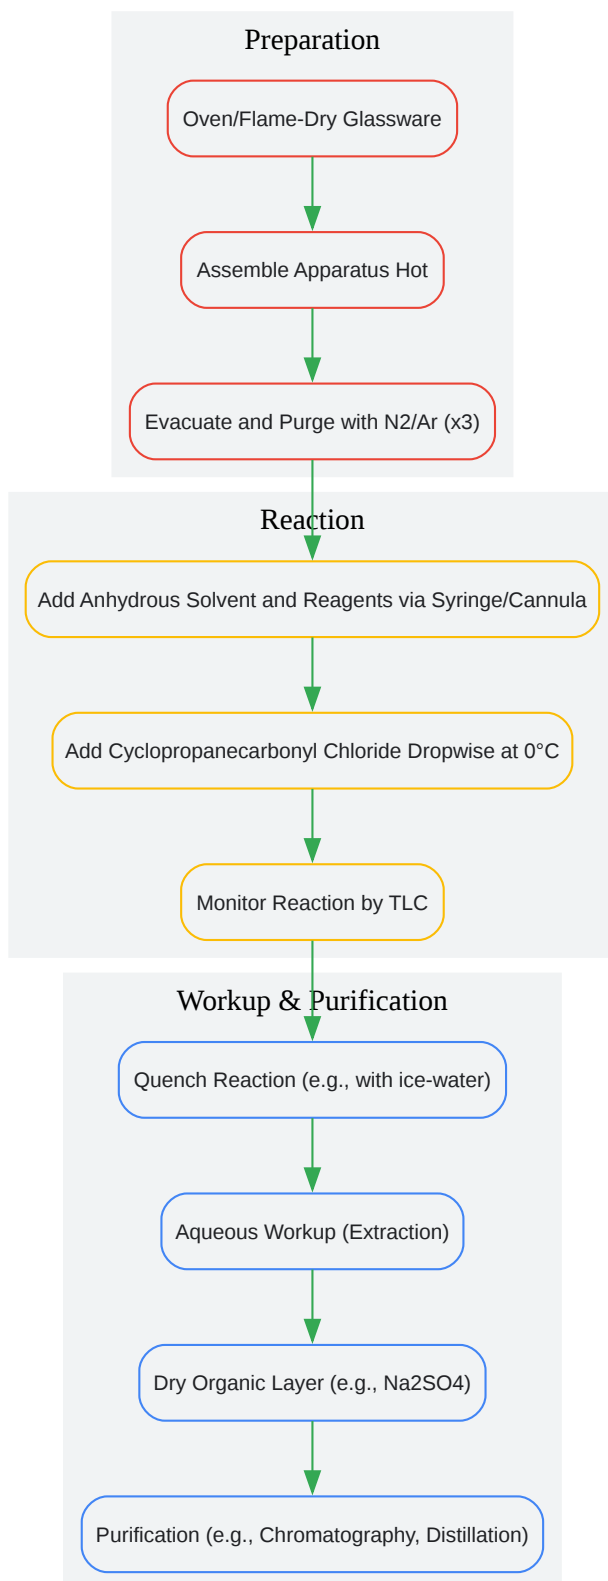 Preparation
Oven/Flame-Dry Glassware
Assemble Apparatus Hot
Evacuate and Purge with N2/Ar (x3)
Reaction
Add Anhydrous Solvent and Reagents via Syringe/Cannula
Add Cyclopropanecarbonyl Chloride Dropwise at 0°C
Monitor Reaction by TLC
Workup & Purification
Quench Reaction (e.g., with ice-water)
Aqueous Workup (Extraction)
Dry Organic Layer (e.g., Na2SO4)
Purification (e.g., Chromatography, Distillation)